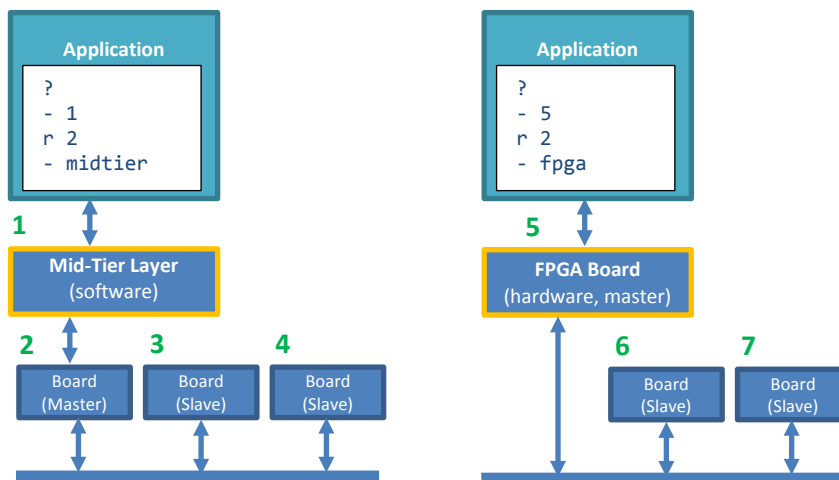 Application
?
- 1
r 2
- midtier
1
Mid-Tier Layer
(software)
2
3
4
Board
(Master)
Board
(Slave)
Board
(Slave)
Application
?
- 5
r 2
- fpga
5
FPGA Board
(hardware, master)
6
7
Board
(Slave)
Board
(Slave)